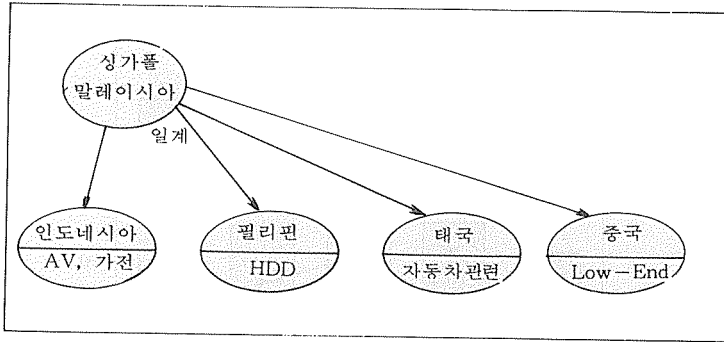 싱가폴
말레이시아
일계
인도네시아
AV, 가전
필리핀
HDD
태국
자동차관련
중국
Low-End